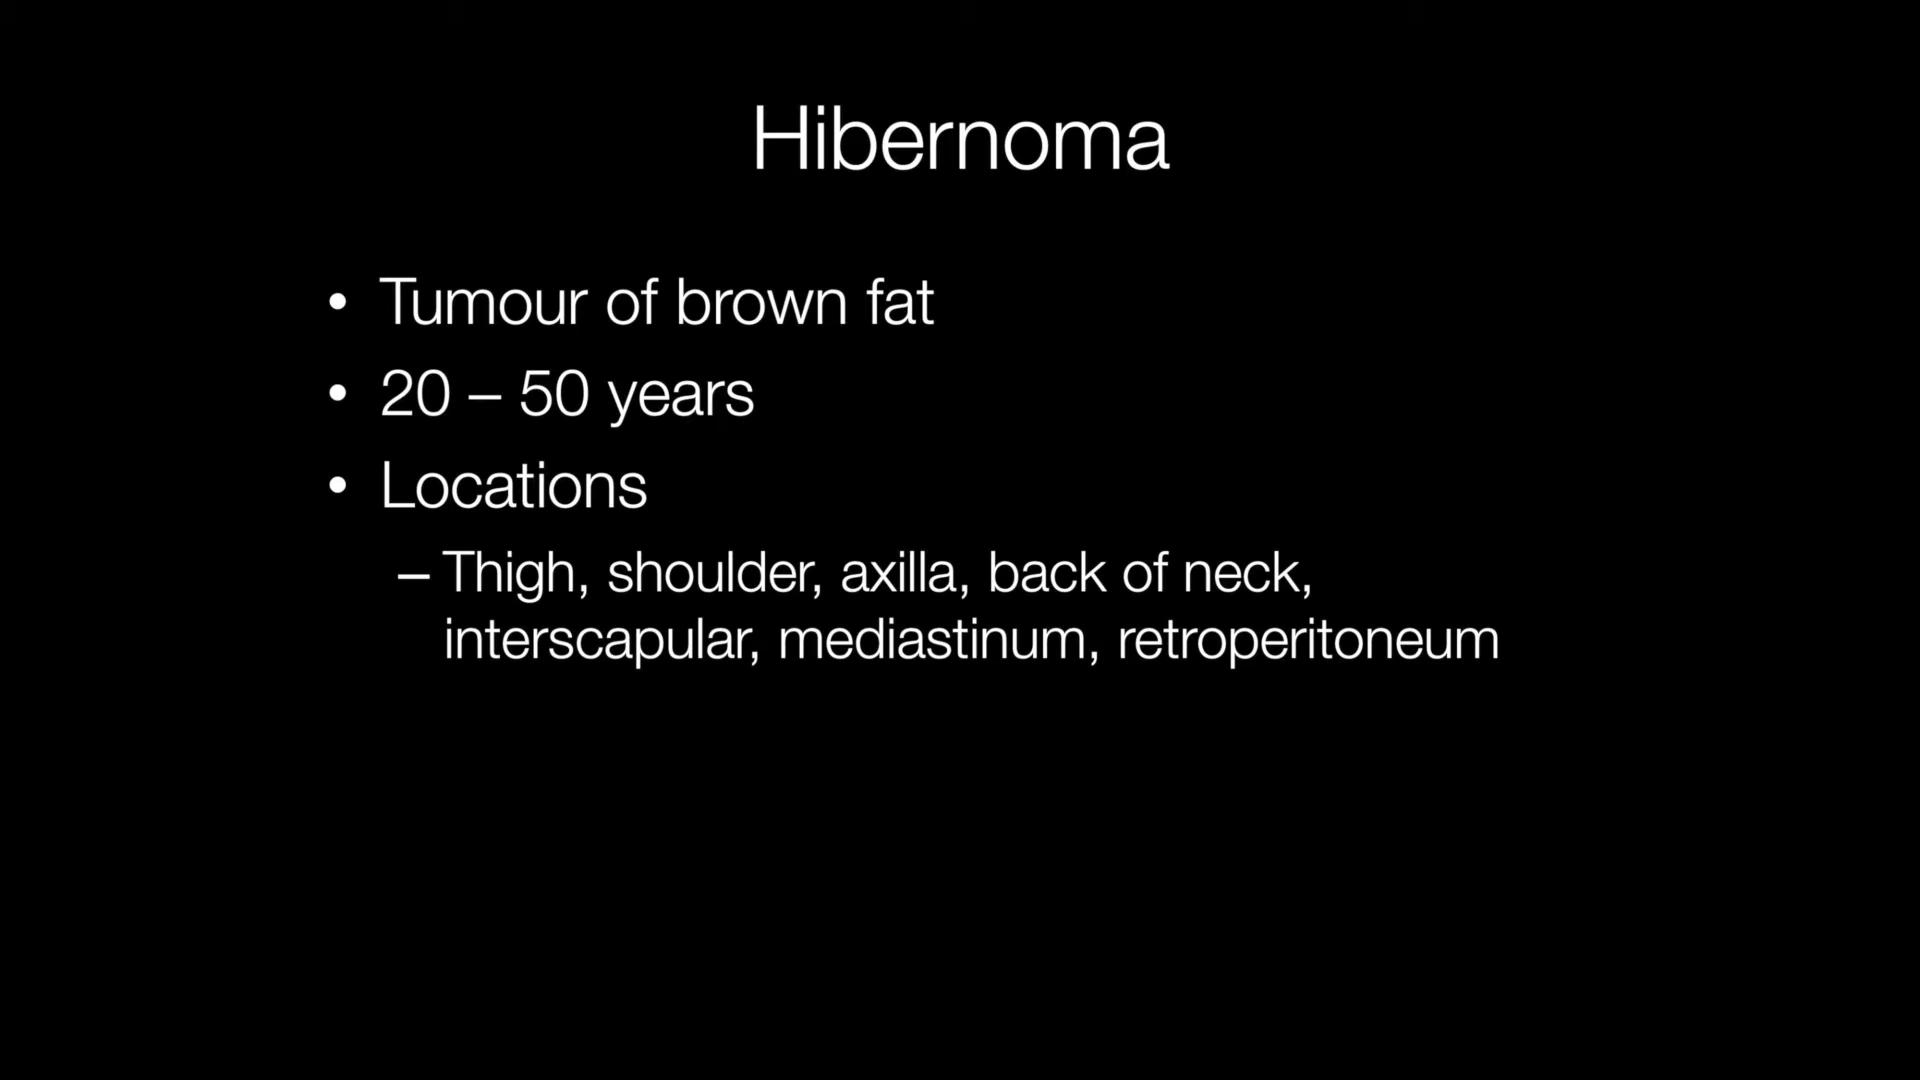 Hibernoma
• Tumour of brown fat
• 20 – 50 years
• Locations
– Thigh, shoulder, axilla, back of neck,
interscapular, mediastinum, retroperitoneum